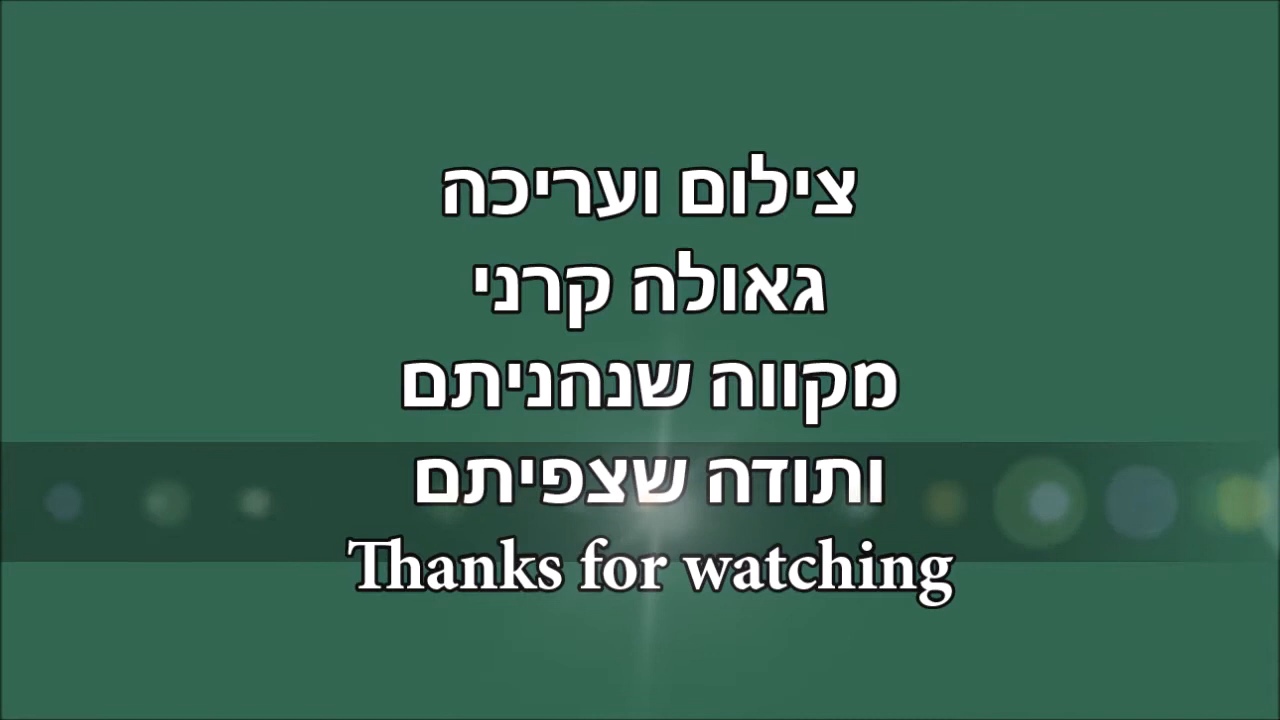 צילום ועריכה
גאולה קרני
מקווה שנהניתם
ותודה שצפיתם
Thanks for watching